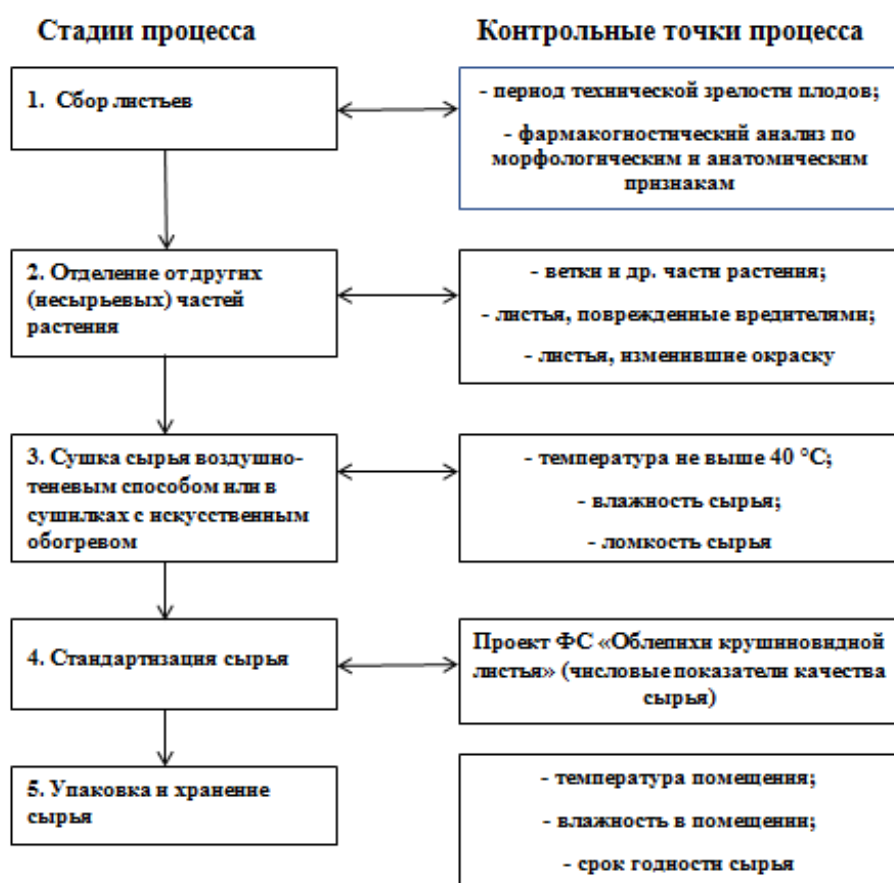 Стадии процесса
Контрольные точки процесса
1. Сбор листьев
- период технической зрелости плодов;
- фармакогностический анализ по
морфологическим и анатомическим
признакам
2. Отделение от других
(несырьевых) частей
растения
- ветки и др. части растения;
- листья, поврежденные вредителями;
- листья, изменившие окраску
3. Сушка сырья воздушно-
теневым способом или в
сушилках с искусственным
обогревом
- температура не выше 40 °С;
- влажность сырья;
- ломкость сырья
4. Стандартизация сырья
Проект ФС «Облепихи крушиновидной
листья» (числовые показатели качества
сырья)
5. Упаковка и хранение
сырья
- температура помещения;
- влажность в помещении;
- срок годности сырья